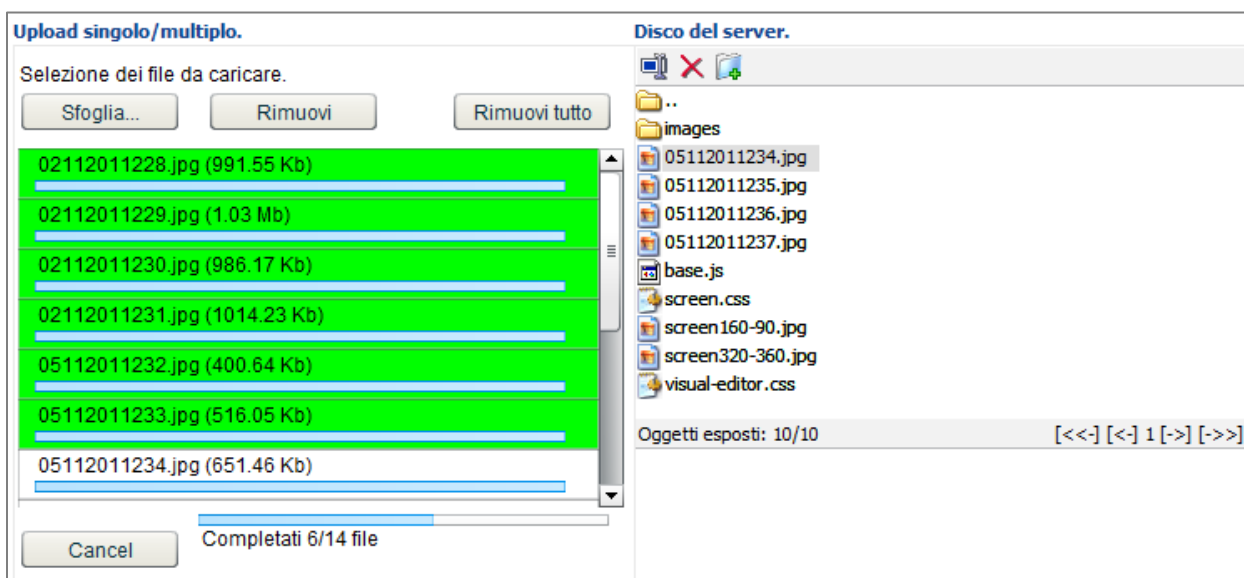 Upload singolo/multiplo.
Selezione dei file da caricare.
Sfoglia... Rimuovi Rimuovi tutto
02112011228.jpg (991.55 Kb)
02112011229.jpg (1.03 Mb)
02112011230.jpg (986.17 Kb)
02112011231.jpg (1014.23 Kb)
05112011232.jpg (400.64 Kb)
05112011233.jpg (516.05 Kb)
05112011234.jpg (651.46 Kb)
Cancel
Completati 6/14 file
Disco del server.
..
images
05112011234.jpg
05112011235.jpg
05112011236.jpg
05112011237.jpg
base.js
screen.css
screen160-90.jpg
screen320-360.jpg
visual-editor.css
Oggetti esposti: 10/10 [<<-] [<-] 1 [->] [->>]